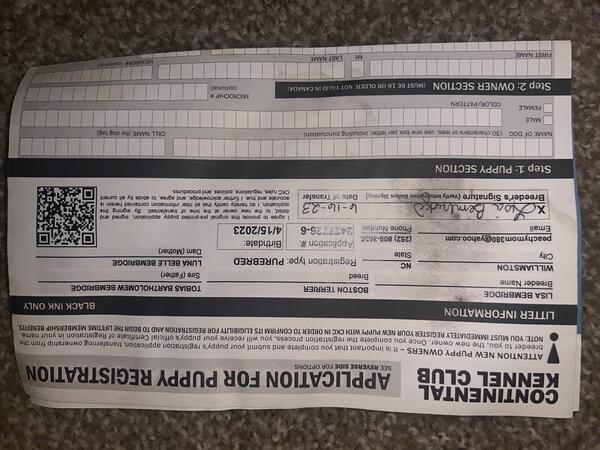 CONTINENTAL
KENNEL CLUB
APPLICATION FOR PUPPY REGISTRATION
SEE REVERSE SIDE FOR OPTIONS
ATTENTION NEW PUPPY OWNERS – It is important that you complete and submit your puppy's registration application, transferring ownership from the
breeder to you, the new owner. Once you complete the registration process, you will receive your puppy's official Certificate of Registration in your name.
NOTE: YOU MUST IMMEDIATELY REGISTER YOUR NEW PUPPY WITH CKC IN ORDER TO CONFIRM ITS ELIGIBILITY FOR REGISTRATION AND TO BEGIN THE LIFETIME MEMBERSHIP BENEFITS.
LITTER INFORMATION
BLACK INK ONLY
LISA BEMBRIDGE
BOSTON TERRIER
TOBIAS BARTHOLOMEW BEMBRIDGE
Breeder Name
Breed
Sire (Father)
WILLIAMSTON
NC
Registration type: PUREBRED
LUNA BELLE BEMBRIDGE
City
State
Dam (Mother)
peachymom380@yahoo.com
(252) 809-3535
Application #
2427726-6
Birthdate:
4/15/2023
Email
Phone Number
X Lisa Bembridge
6-16-23
Breeder's Signature (Verify Litter Info Listed Before Signing)
Date of Transfer
I agree to provide this signed pre-printed puppy application, signed and
dated, to the new owner at the time of transfer. By signing this
application, I do hereby certify that all the information contained herein is
accurate and true. I further acknowledge, and agree, to abide by all current
CKC rules, regulations, policies, and procedures.
Step 1: PUPPY SECTION
NAME OF DOG (30 characters or less; use one box per letter, including punctuation)
CALL NAME (for dog tag)
MALE
FEMALE
COLOR/PATTERN
MICROCHIP #
(optional)
Step 2: OWNER SECTION
(MUST BE 18 OR OLDER, NOT VALID IN CANADA)
FIRST NAME
MI
LAST NAME
MEMBER# (optional)